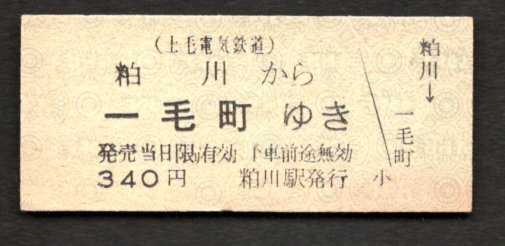 (上毛電気鉄道)
粕川から
一毛町ゆき
発売当日限り有効 下車前途無効
340円 粕川駅発行
粕川
↓
一毛町
小